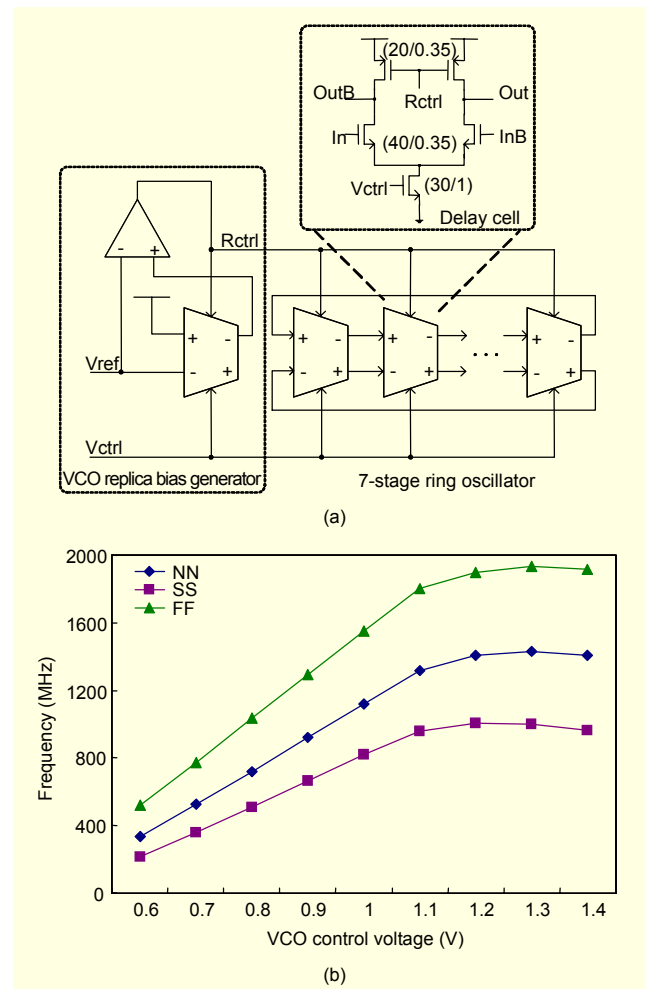 (20/0.35)
OutB
Out
Rctrl
In
(40/0.35)
InB
Vctrl
(30/1)
Delay cell
- +
Rctrl
+ -
- +
+ -
- +
+ -
- +
...
+ -
- +
Vref
Vctrl
VCO replica bias generator
7-stage ring oscillator
(a)
2000
1600
1200
800
400
0
Frequency (MHz)
NN
SS
FF
0.6 0.7 0.8 0.9 1 1.1 1.2 1.3 1.4
VCO control voltage (V)
(b)